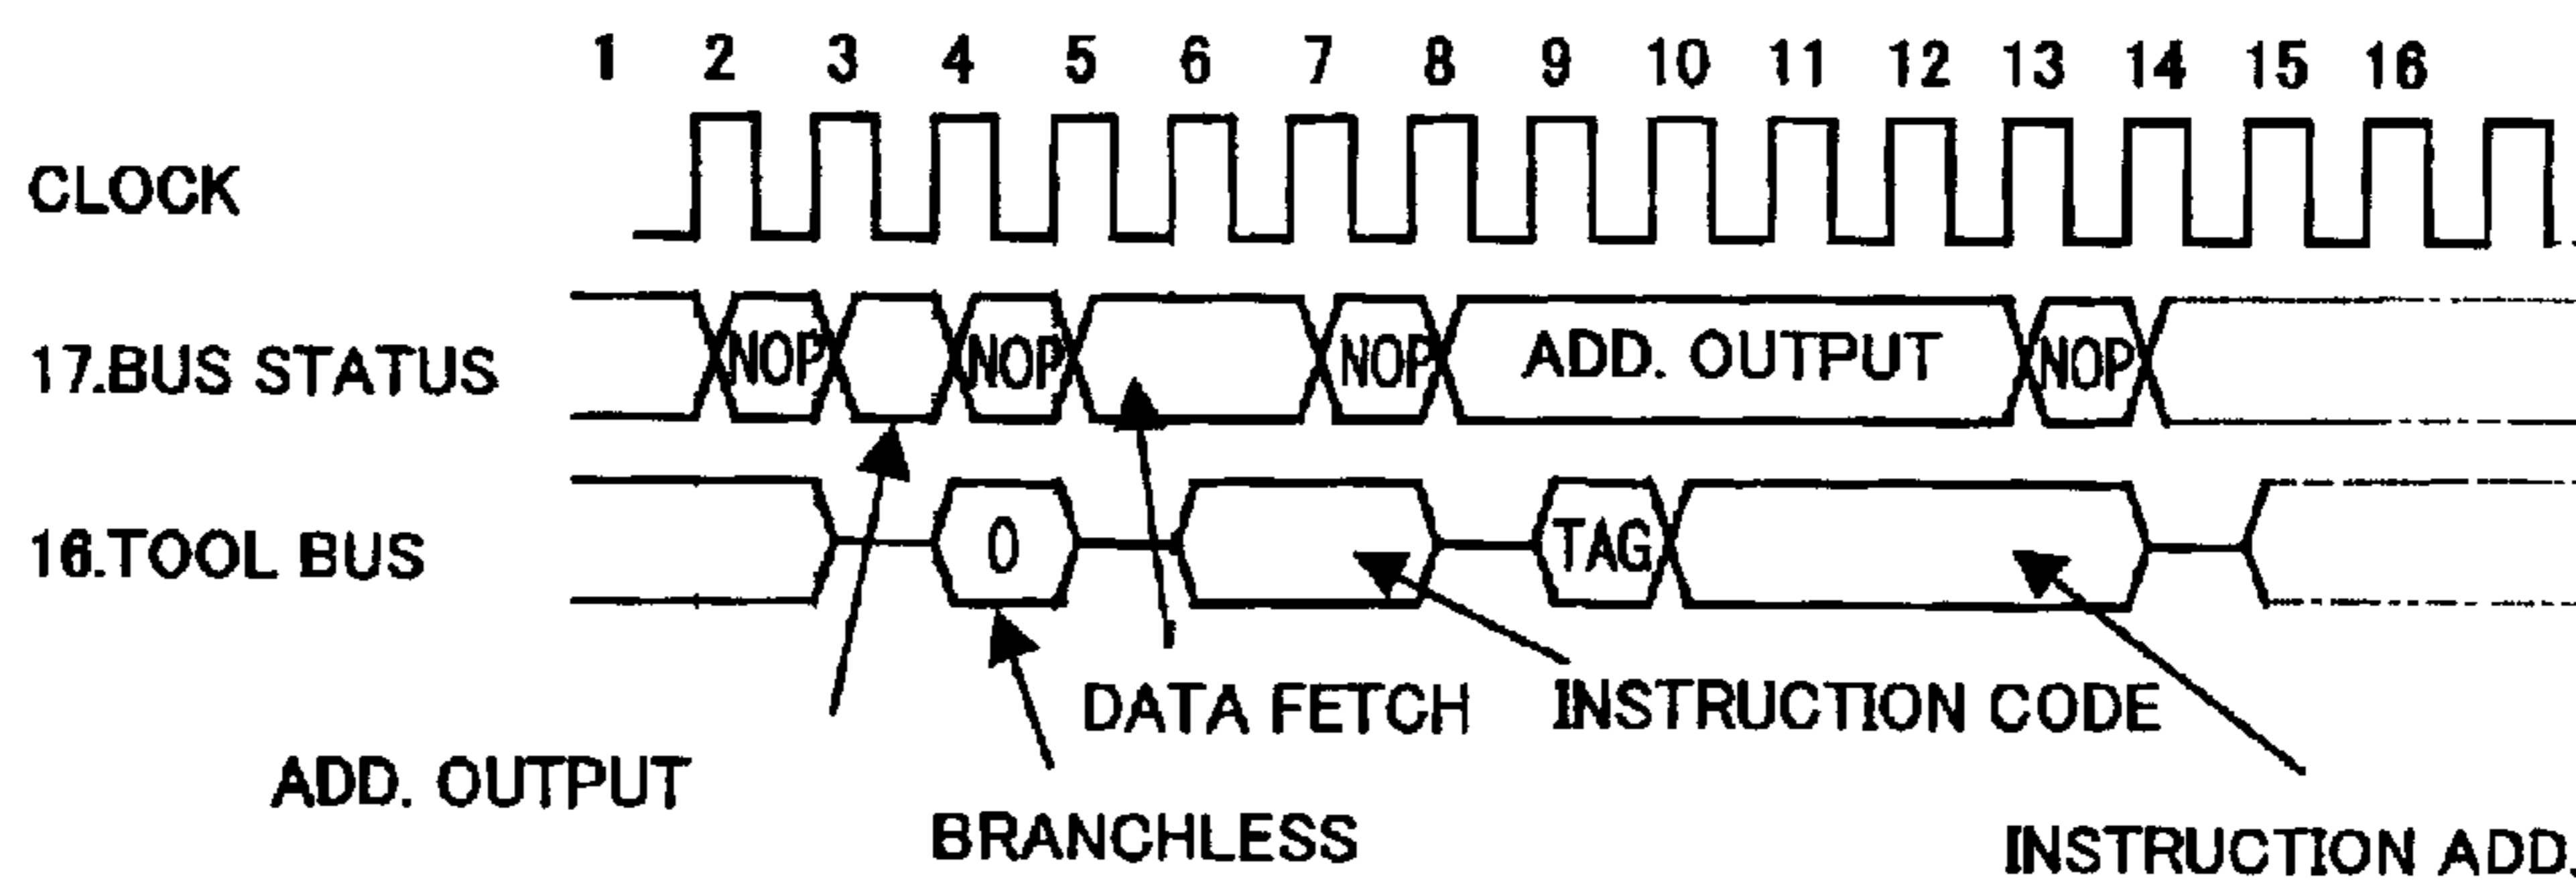 1 2 3 4 5 6 7 8 9 10 11 12 13 14 15 16
CLOCK
17.BUS STATUS NOP NOP NOP ADD. OUTPUT NOP
16.TOOL BUS 0 TAG
DATA FETCH INSTRUCTION CODE
ADD. OUTPUT
BRANCHLESS INSTRUCTION ADD.